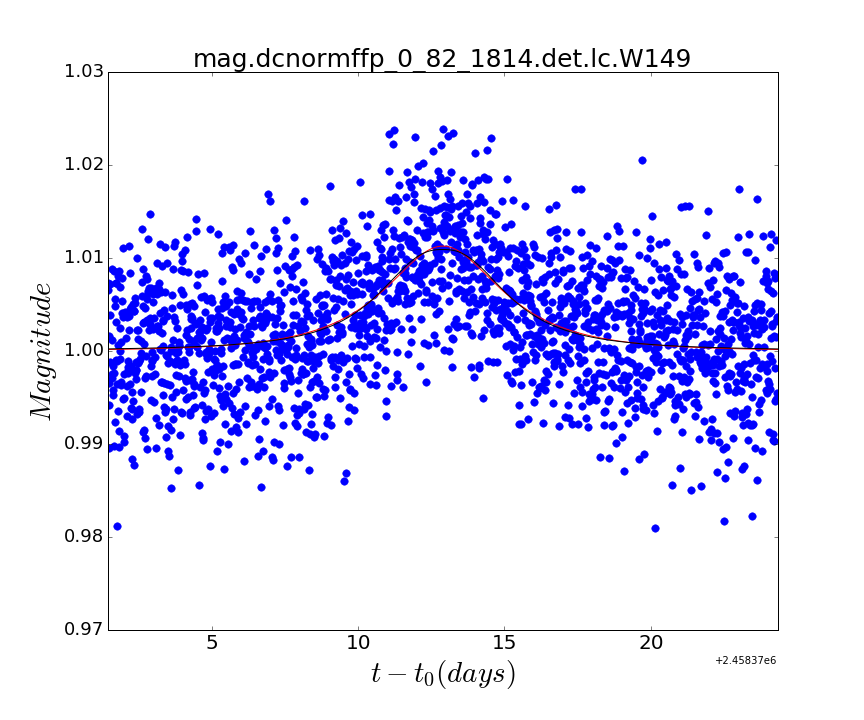 mag.dcnormffp_0_82_1814.det.lc.W149
1.03
1.02
1.01
1.00
0.99
0.98
0.97
Magnitude
5
10
15
20
+2.45837e6
t − t₀(days)